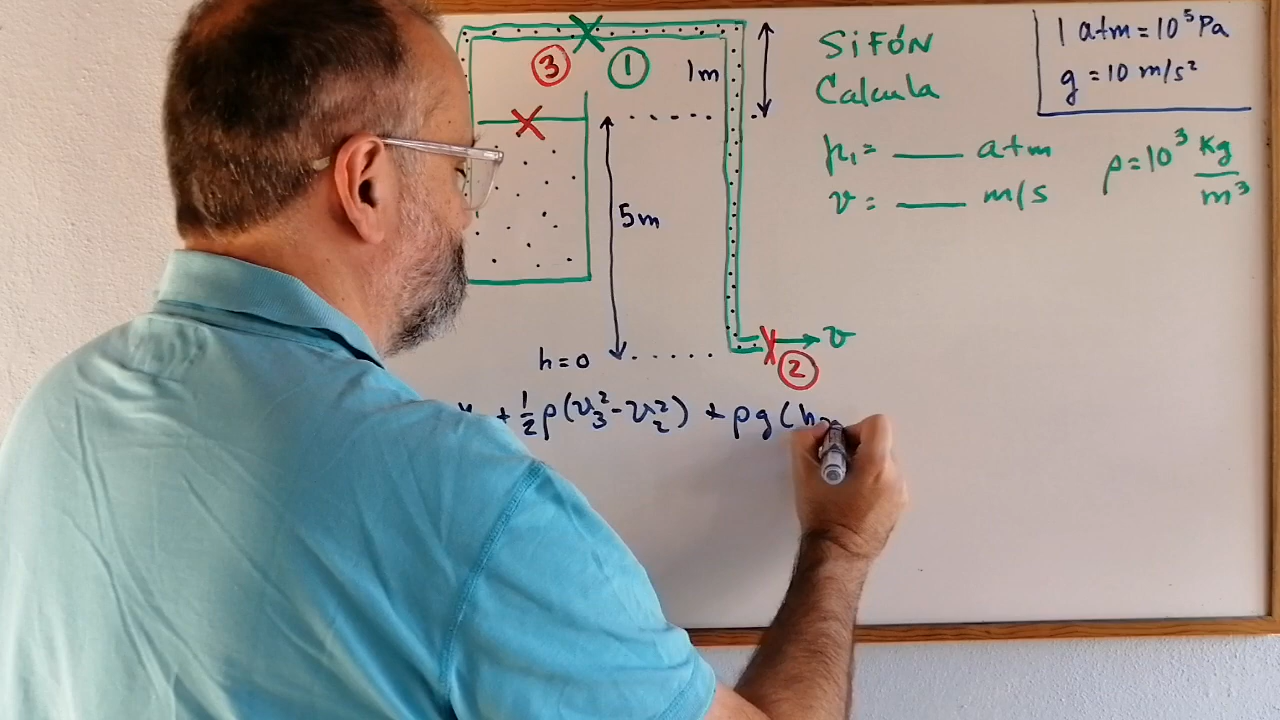 ③ ①
1m
5m
h=0
v
②
SiFÓN
Calcula
p₁= ___ atm
v= ___ m/s
ρ=10³ Kg/m³
1 atm=10⁵ Pa
g=10 m/s²
+ ½ρ(v₃²-v₂²) + ρg(h